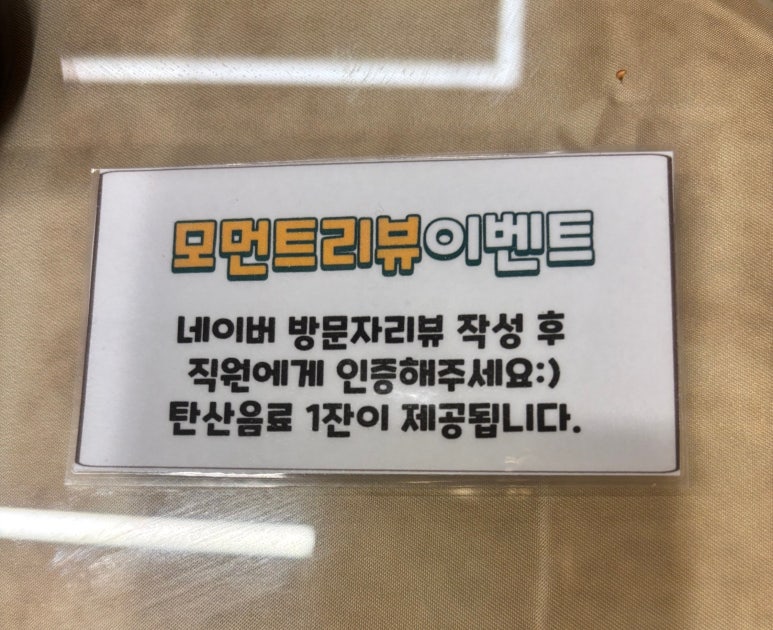 모먼트리뷰이벤트
네이버 방문자리뷰 작성 후
직원에게 인증해주세요:)
탄산음료 1잔이 제공됩니다.